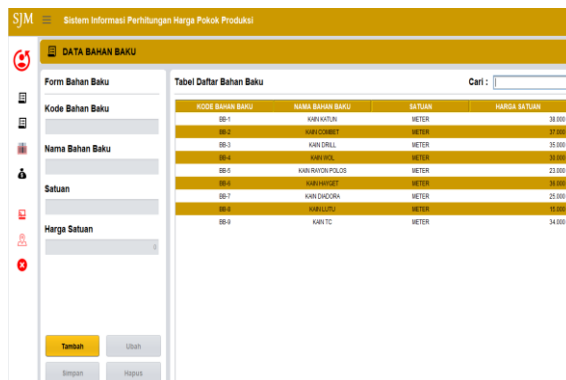 SJM Sistem Informasi Perhitungan Harga Pokok Produksi
DATA BAHAN BAKU
Form Bahan Baku
Kode Bahan Baku
Nama Bahan Baku
Satuan
Harga Satuan
0
Tambah Ubah
Simpan Hapus
Tabel Daftar Bahan Baku Cari :
KODE BAHAN BAKU NAMA BAHAN BAKU SATUAN HARGA SATUAN
BB-1 KAIN KATUN METER 38.000
BB-2 KAIN COMBET METER 37.000
BB-3 KAIN DRILL METER 35.000
BB-4 KAIN WOL METER 30.000
BB-5 KAIN RAYON POLOS METER 23.000
BB-6 KAIN HAYGET METER 36.000
BB-7 KAIN DIADORA METER 25.000
BB-8 KAIN LUTU METER 15.000
BB-9 KAIN TC METER 34.000